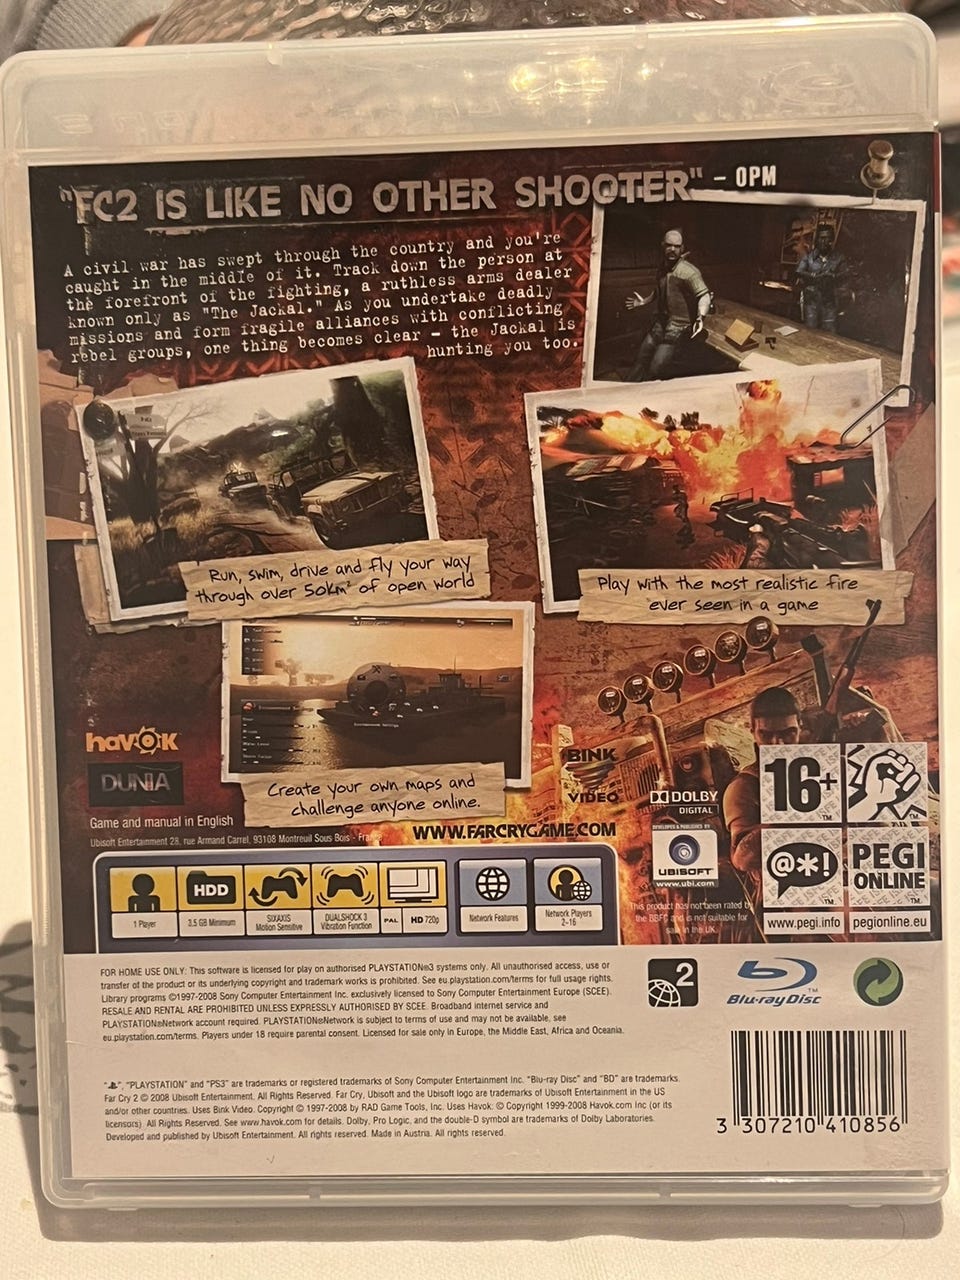 "FC2 IS LIKE NO OTHER SHOOTER" – OPM
A civil war has swept through the country and you're
caught in the middle of it. Track down the person at
the forefront of the fighting, a ruthless arms dealer
known only as "The Jackal." As you undertake deadly
missions and form fragile alliances with conflicting
rebel groups, one thing becomes clear – the Jackal is
hunting you too.
Run, swim, drive and fly your way
through over 50km² of open world
Play with the most realistic fire
ever seen in a game
Create your own maps and
challenge anyone online.
havok
DUNIA
BINK
VIDEO
DOLBY
DIGITAL
DEVELOPED & PUBLISHED BY
UBISOFT
www.ubi.com
16+
@*!
PEGI
ONLINE
TM
www.pegi.info
pegionline.eu
Game and manual in English
Ubisoft Entertainment 28, rue Armand Carrel, 93108 Montreuil Sous Bois - France
WWW.FARCRYGAME.COM
This product has not been rated by
the BBFC and is not suitable for
sale in the UK.
HDD
1 Player
3.5 GB Minimum
SIXAXIS
Motion Sensitive
DUALSHOCK 3
Vibration Function
PAL
HD 720p
Network Features
Network Players
2-16
FOR HOME USE ONLY: This software is licensed for play on authorised PLAYSTATION®3 systems only. All unauthorised access, use or
transfer of the product or its underlying copyright and trademark works is prohibited. See eu.playstation.com/terms for full usage rights.
Library programs ©1997-2008 Sony Computer Entertainment Inc. exclusively licensed to Sony Computer Entertainment Europe (SCEE).
RESALE AND RENTAL ARE PROHIBITED UNLESS EXPRESSLY AUTHORISED BY SCEE. Broadband internet service and
PLAYSTATION®Network account required. PLAYSTATION®Network is subject to terms of use and may not be available, see
eu.playstation.com/terms. Players under 18 require parental consent. Licensed for sale only in Europe, the Middle East, Africa and Oceania.
2
Blu-ray Disc
", "PLAYSTATION" and "PS3" are trademarks or registered trademarks of Sony Computer Entertainment Inc. "Blu-ray Disc" and "BD" are trademarks.
Far Cry 2 © 2008 Ubisoft Entertainment. All Rights Reserved. Far Cry, Ubisoft and the Ubisoft logo are trademarks of Ubisoft Entertainment in the US
and/or other countries. Uses Bink Video. Copyright © 1997-2008 by RAD Game Tools, Inc. Uses Havok: © Copyright 1999-2008 Havok.com Inc (or its
licensors). All Rights Reserved. See www.havok.com for details. Dolby, Pro Logic, and the double-D symbol are trademarks of Dolby Laboratories.
Developed and published by Ubisoft Entertainment. All rights reserved. Made in Austria. All rights reserved.
3 307210 410856